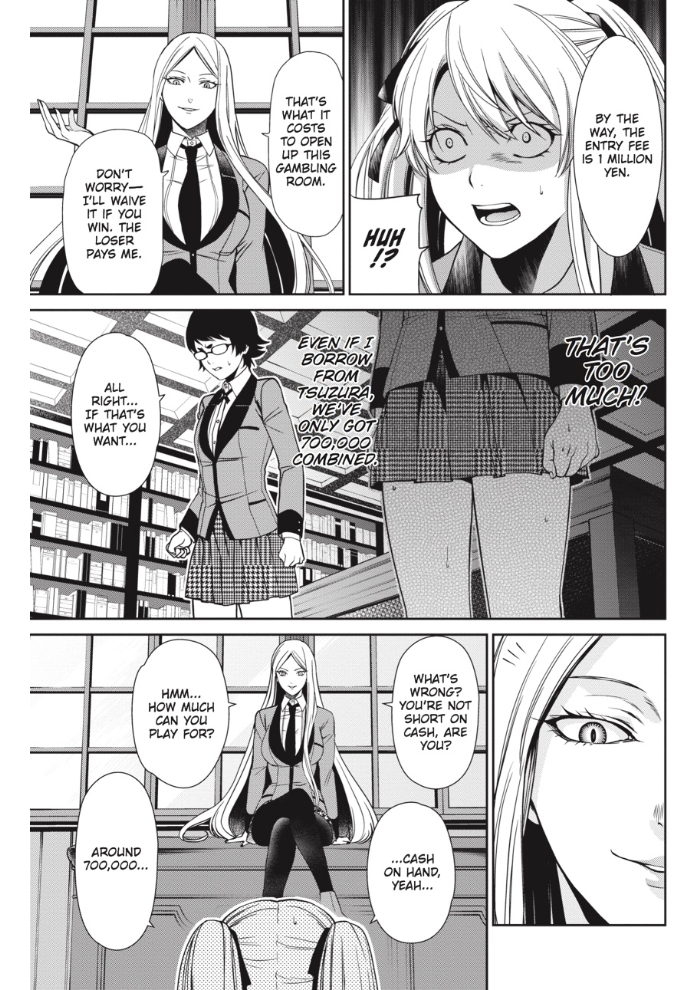 BY THE
WAY, THE
ENTRY FEE
IS 1 MILLION
YEN.
HUH
!?
THAT'S
WHAT IT
COSTS
TO OPEN
UP THIS
GAMBLING
ROOM.
DON'T
WORRY—
I'LL WAIVE
IT IF YOU
WIN. THE
LOSER
PAYS ME.
THAT'S
TOO
MUCH!
EVEN IF I
BORROW
FROM
TSUZURA,
WE'VE
ONLY GOT
700,000
COMBINED.
ALL
RIGHT...
IF THAT'S
WHAT YOU
WANT...
WHAT'S
WRONG?
YOU'RE NOT
SHORT ON
CASH, ARE
YOU?
...CASH
ON HAND,
YEAH...
HMM...
HOW MUCH
CAN YOU
PLAY FOR?
AROUND
700,000...